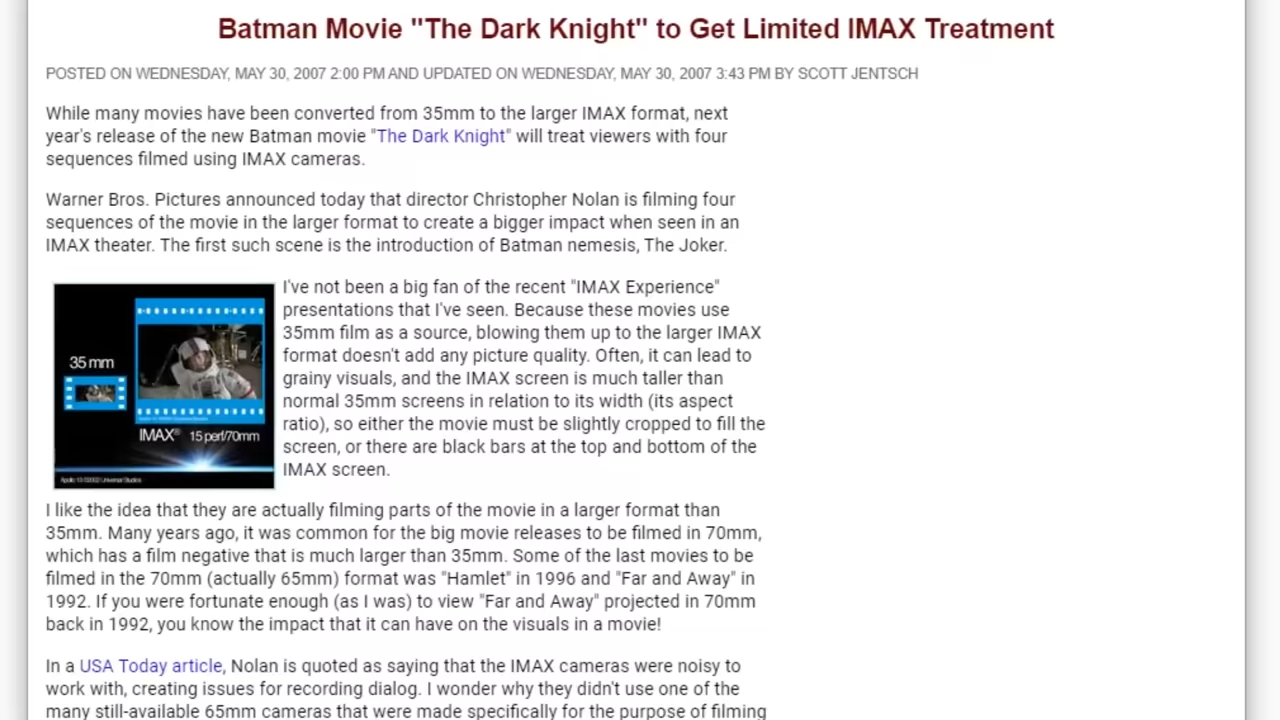 Batman Movie "The Dark Knight" to Get Limited IMAX Treatment
POSTED ON WEDNESDAY, MAY 30, 2007 2:00 PM AND UPDATED ON WEDNESDAY, MAY 30, 2007 3:43 PM BY SCOTT JENTSCH
While many movies have been converted from 35mm to the larger IMAX format, next
year's release of the new Batman movie "The Dark Knight" will treat viewers with four
sequences filmed using IMAX cameras.
Warner Bros. Pictures announced today that director Christopher Nolan is filming four
sequences of the movie in the larger format to create a bigger impact when seen in an
IMAX theater. The first such scene is the introduction of Batman nemesis, The Joker.
35mm
IMAX® 15perf/70mm
I've not been a big fan of the recent "IMAX Experience"
presentations that I've seen. Because these movies use
35mm film as a source, blowing them up to the larger IMAX
format doesn't add any picture quality. Often, it can lead to
grainy visuals, and the IMAX screen is much taller than
normal 35mm screens in relation to its width (its aspect
ratio), so either the movie must be slightly cropped to fill the
screen, or there are black bars at the top and bottom of the
IMAX screen.
I like the idea that they are actually filming parts of the movie in a larger format than
35mm. Many years ago, it was common for the big movie releases to be filmed in 70mm,
which has a film negative that is much larger than 35mm. Some of the last movies to be
filmed in the 70mm (actually 65mm) format was "Hamlet" in 1996 and "Far and Away" in
1992. If you were fortunate enough (as I was) to view "Far and Away" projected in 70mm
back in 1992, you know the impact that it can have on the visuals in a movie!
In a USA Today article, Nolan is quoted as saying that the IMAX cameras were noisy to
work with, creating issues for recording dialog. I wonder why they didn't use one of the
many still-available 65mm cameras that were made specifically for the purpose of filming